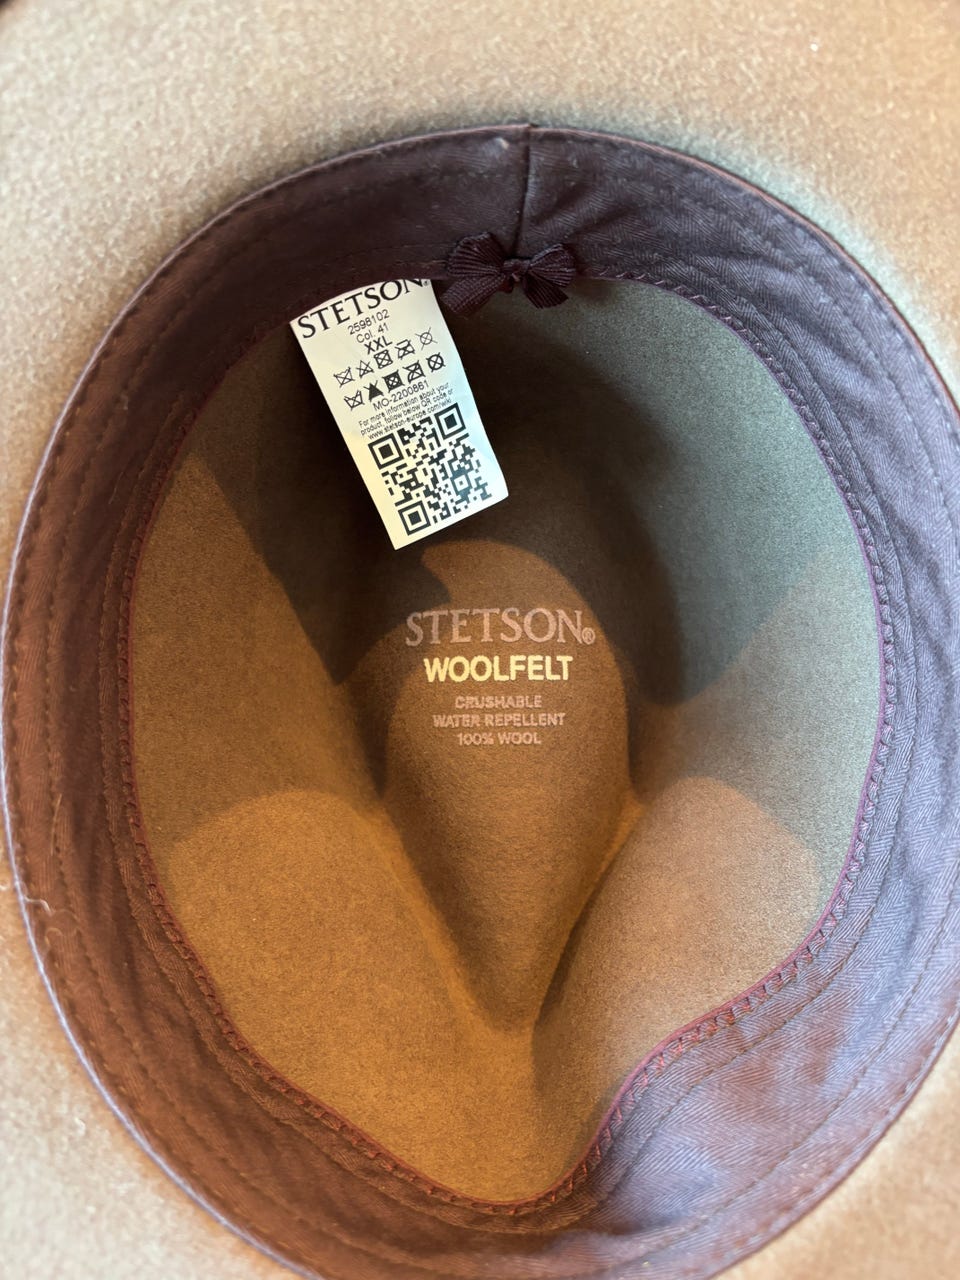 STETSON®
2598102
Col. 41
XXL
MO-2200861
For more information about your
product, follow below QR code or
www.stetson-europe.com/wiki
STETSON®
WOOLFELT
CRUSHABLE
WATER REPELLENT
100% WOOL